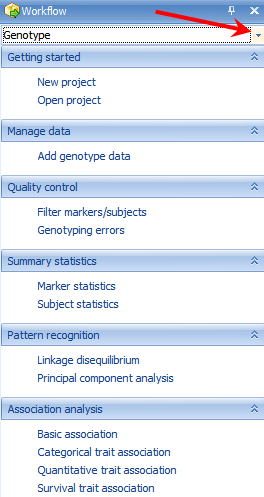 Workflow
Genotype
Getting started
New project
Open project
Manage data
Add genotype data
Quality control
Filter markers/subjects
Genotyping errors
Summary statistics
Marker statistics
Subject statistics
Pattern recognition
Linkage disequilibrium
Principal component analysis
Association analysis
Basic association
Categorical trait association
Quantitative trait association
Survival trait association